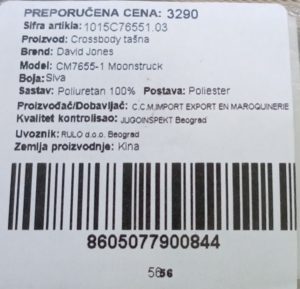 PREPORUČENA CENA: 3290
Sifra artikla: 1015C76551.03
Proizvod: Crossbody tašna
Brend: David Jones
Model: CM7655-1 Moonstruck
Boja: Siva
Sastav: Poliuretan 100% Postava: Poliester
Proizvođač/Dobavljač: C.C.M.IMPORT EXPORT EN MAROQUINERIE
Kvalitet kontrolisao: JUGOINSPEKT Beograd
Uvoznik: RULO d.o.o. Beograd
Zemlja proizvodnje: Kina
8605077900844